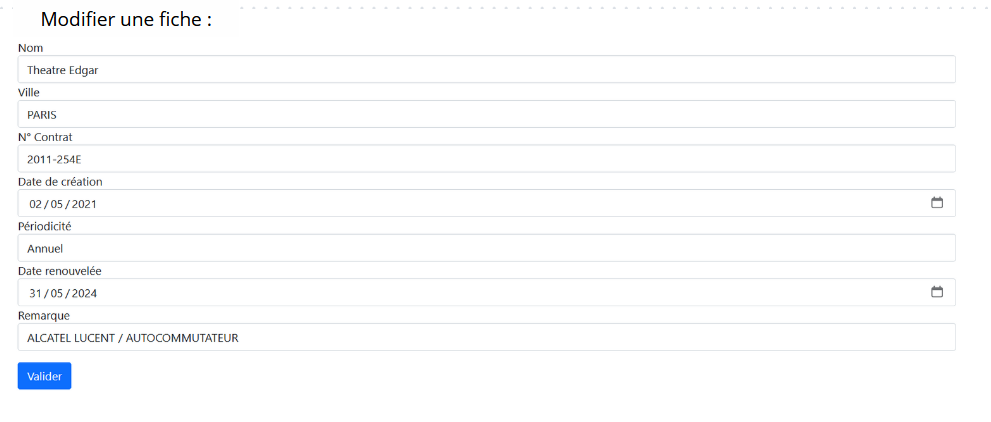 Modifier une fiche :
Nom
Theatre Edgar
Ville
PARIS
N° Contrat
2011-254E
Date de création
02/05/2021
Périodicité
Annuel
Date renouvelée
31/05/2024
Remarque
ALCATEL LUCENT / AUTOCOMMUTATEUR
Valider